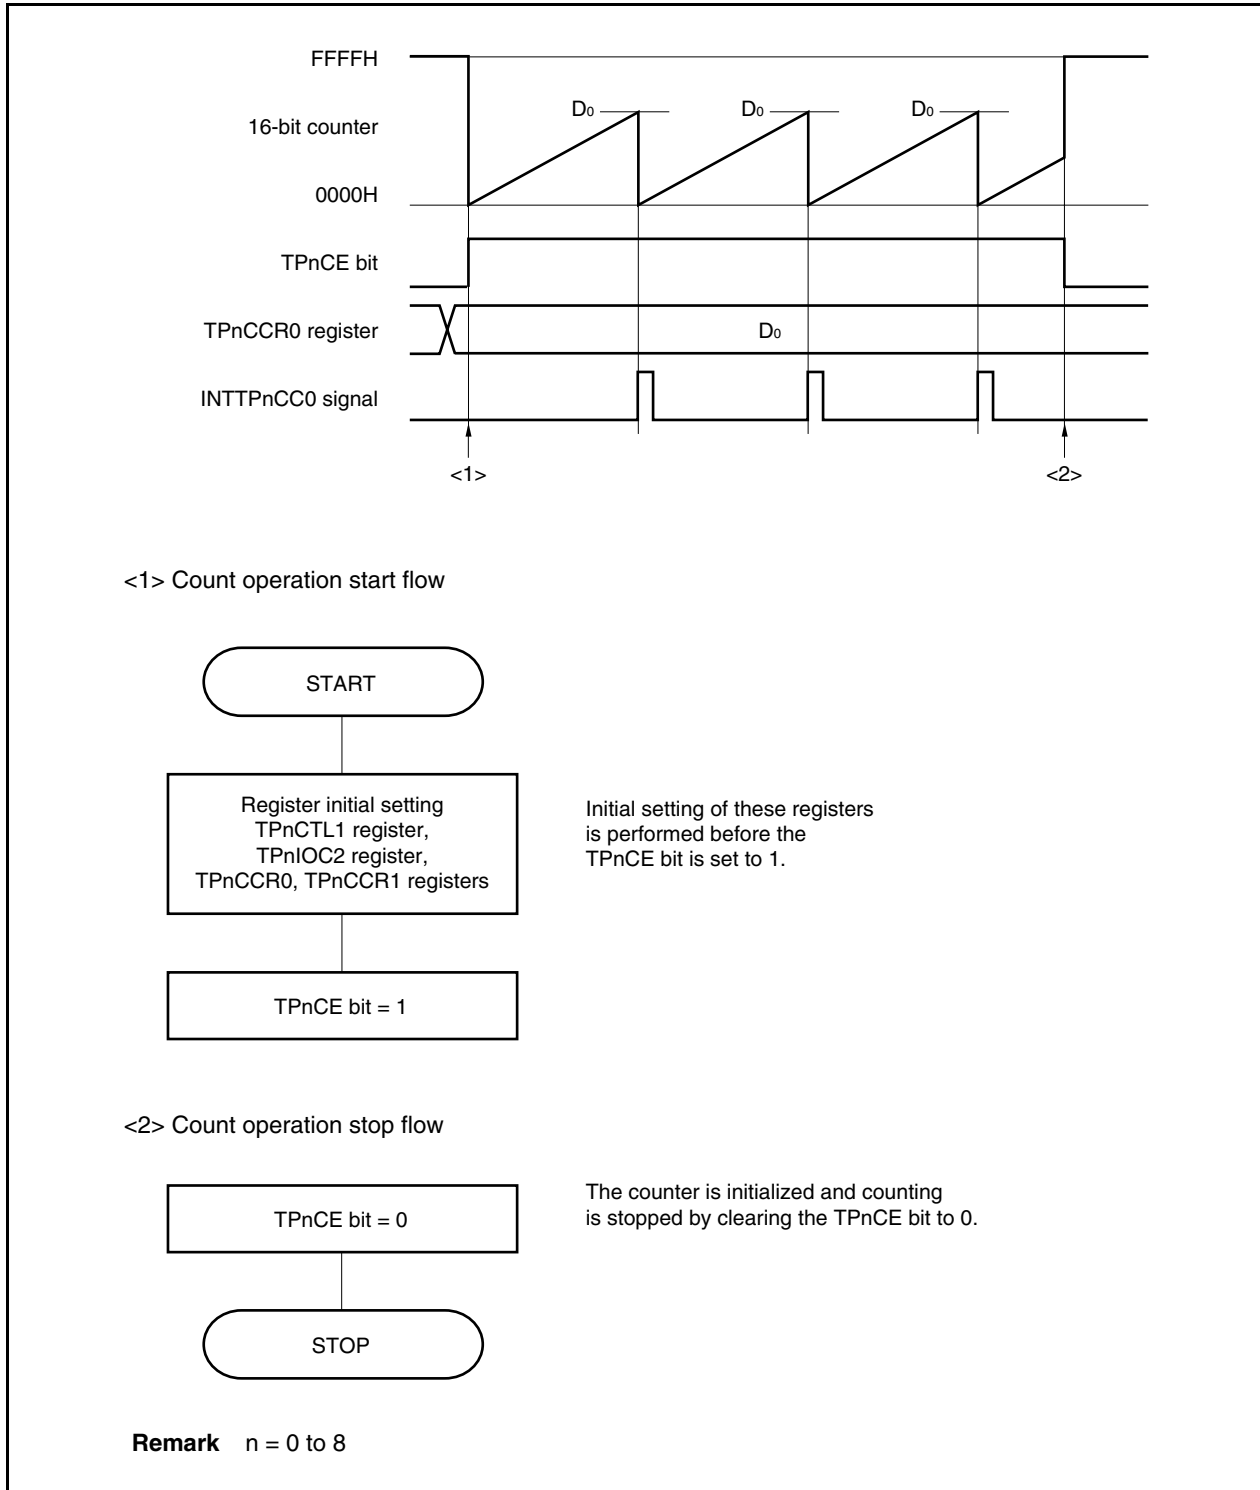 FFFFH
D0 D0 D0
16-bit counter
0000H
TPnCE bit
TPnCCR0 register D0
INTTPnCC0 signal
<1> <2>
<1> Count operation start flow
START
Register initial setting
TPnCTL1 register,
TPnIOC2 register,
TPnCCR0, TPnCCR1 registers
Initial setting of these registers
is performed before the
TPnCE bit is set to 1.
TPnCE bit = 1
<2> Count operation stop flow
TPnCE bit = 0
The counter is initialized and counting
is stopped by clearing the TPnCE bit to 0.
STOP
Remark n = 0 to 8